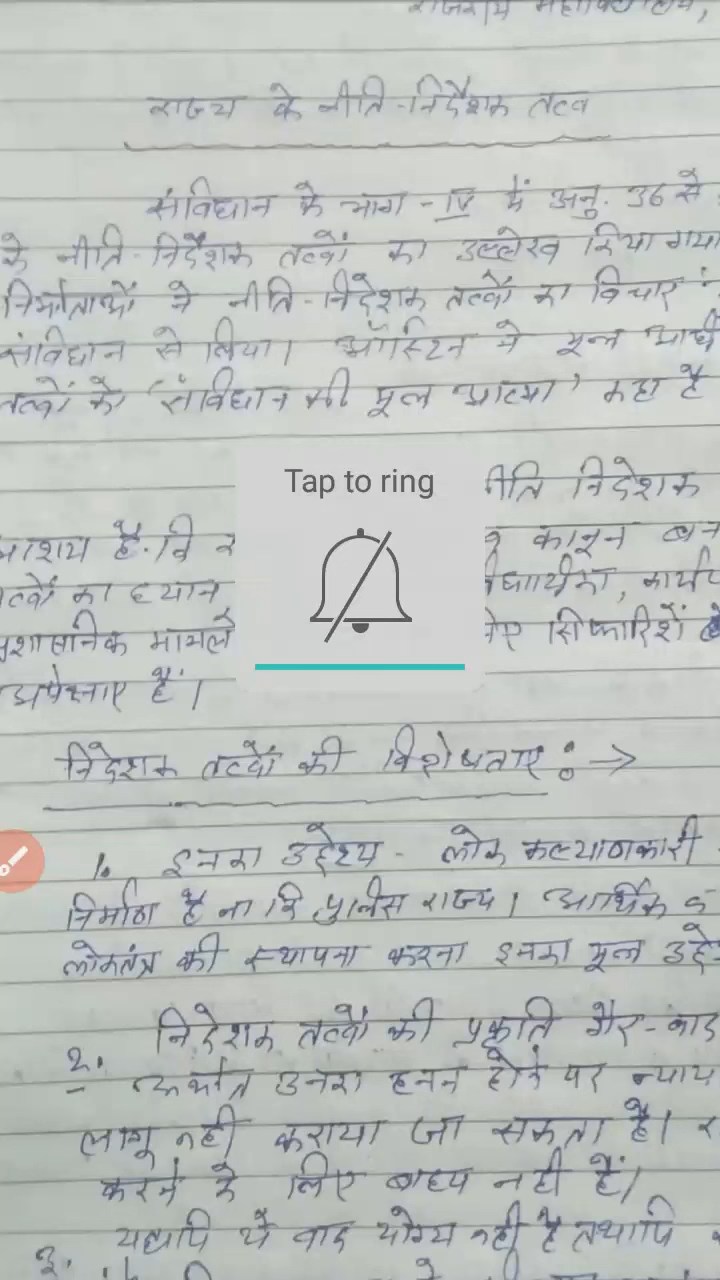 राज्य के नीति-निर्देशक तत्व
संविधान के भाग-IV में अनु. 36 से
के नीति-निर्देशक तत्वों का उल्लेख किया गया
निर्माताओं ने नीति-निर्देशक तत्वों का विचार
संविधान से लिया। ऑस्टिन ने मूल
तत्वों को 'संविधान की मूल आत्मा' कहा है
Tap to ring
नीति निर्देशक
आशय है कि
कानून
तत्वों का ध्यान
विधायिका,
प्रशासनिक मामले
सिफारिशें
अपेक्षाए हैं।
निदेशक तत्वों की विशेषताए :→
1. इनका उद्देश्य - लोक कल्याणकारी
निर्माण है ना कि पुलिस राज्य। आर्थिक
लोकतंत्र की स्थापना करना इनका मूल
2. निदेशक तत्वों की प्रकृति गैर-वाद
अर्थात उनका हनन होने पर न्याय
लागू नही कराया जा सकता है।
करने के लिए बाध्य नही हैं।
3. यद्यपि ये वाद योग्य नही है तथापि